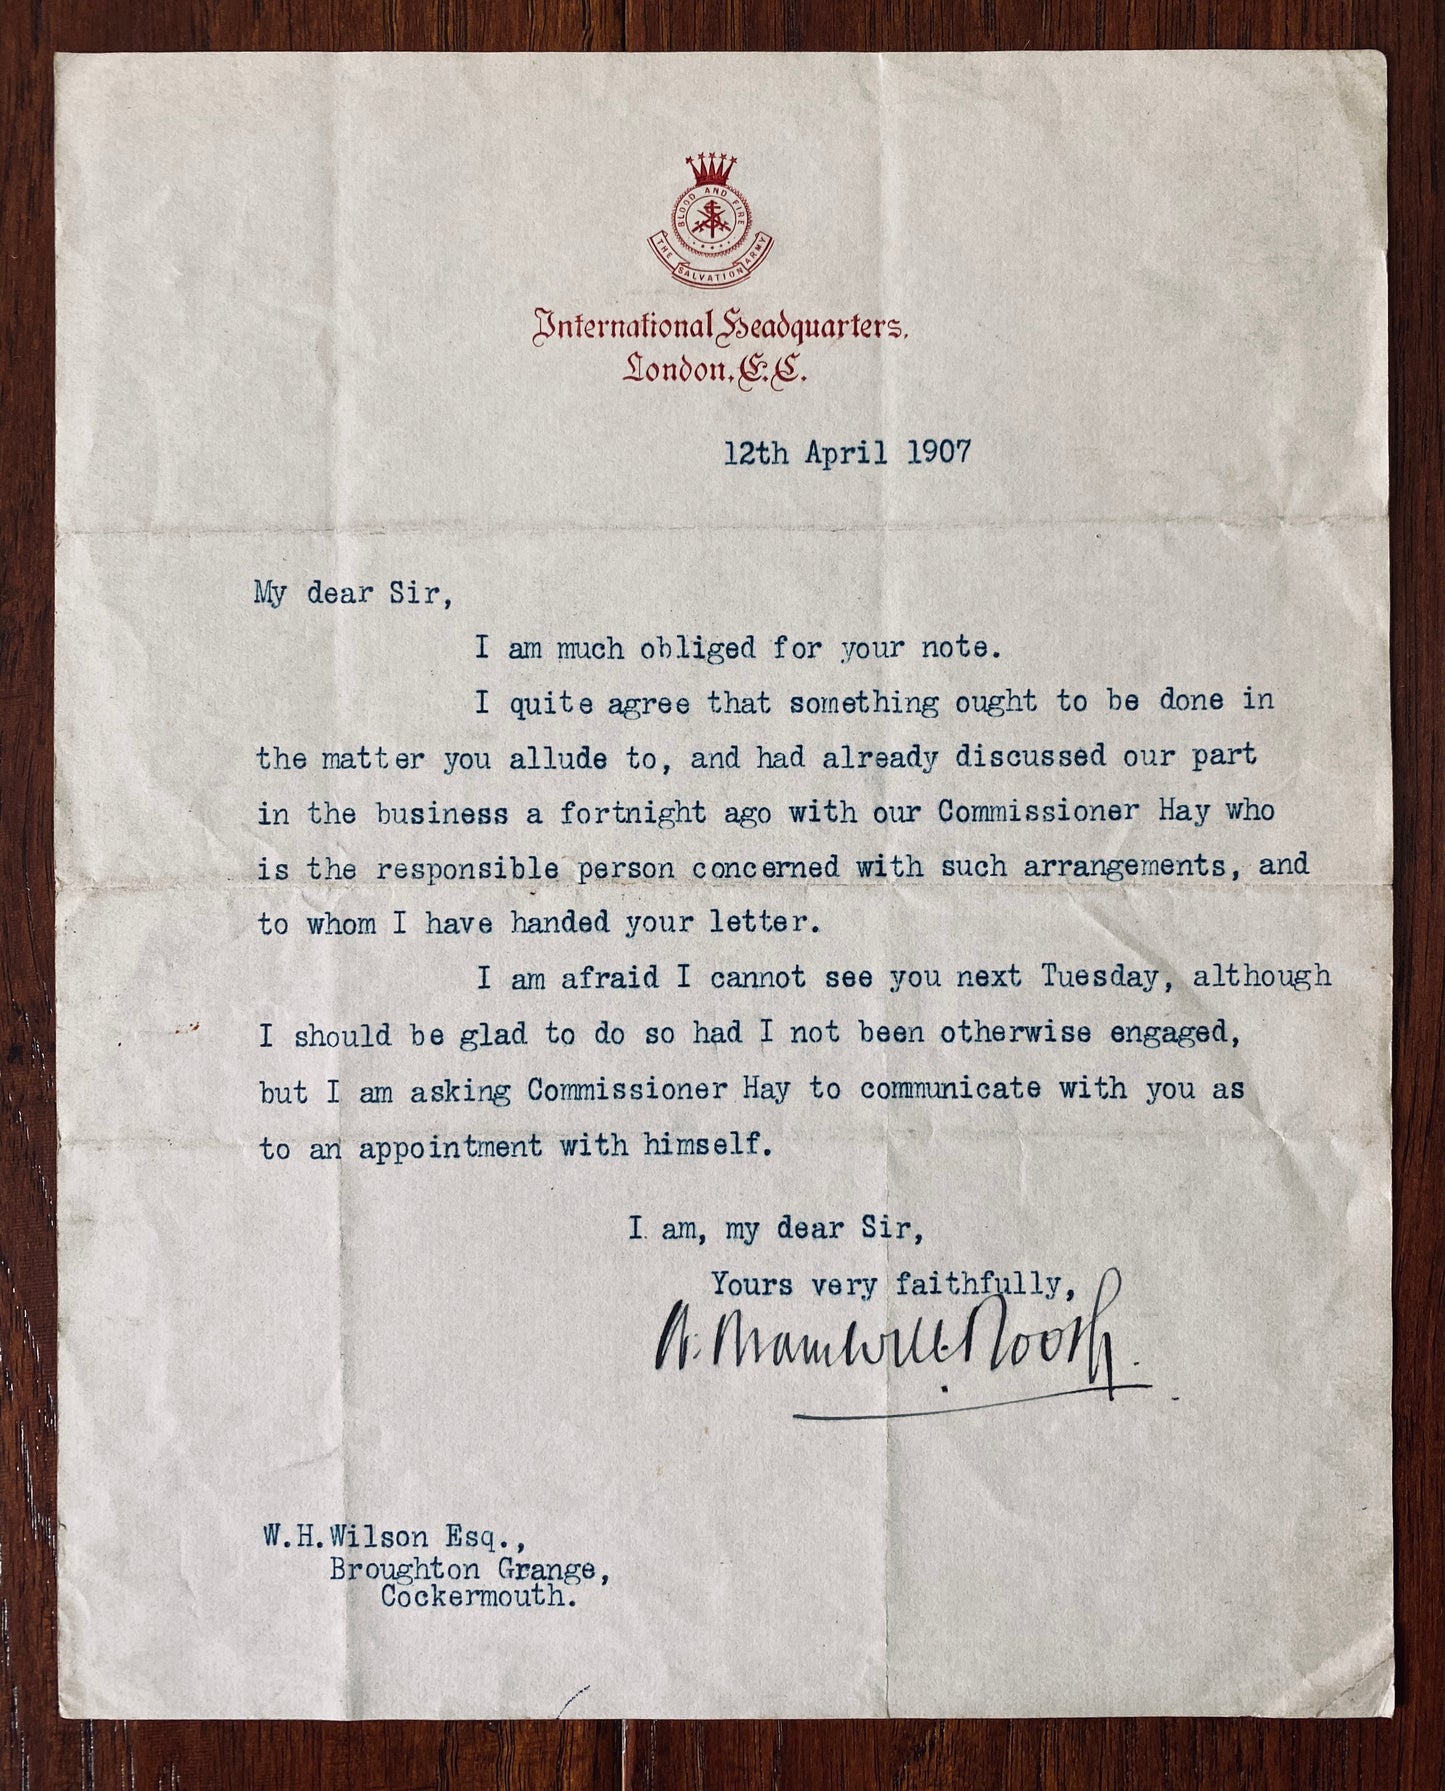 BLOOD AND FIRE
THE SALVATION ARMY
International Headquarters.
London. E.C.
12th April 1907
My dear Sir,
I am much obliged for your note.
I quite agree that something ought to be done in
the matter you allude to, and had already discussed our part
in the business a fortnight ago with our Commissioner Hay who
is the responsible person concerned with such arrangements, and
to whom I have handed your letter.
I am afraid I cannot see you next Tuesday, although
I should be glad to do so had I not been otherwise engaged,
but I am asking Commissioner Hay to communicate with you as
to an appointment with himself.
I am, my dear Sir,
Yours very faithfully,
W. Bramwell Booth.
W.H.Wilson Esq.,
Broughton Grange,
Cockermouth.